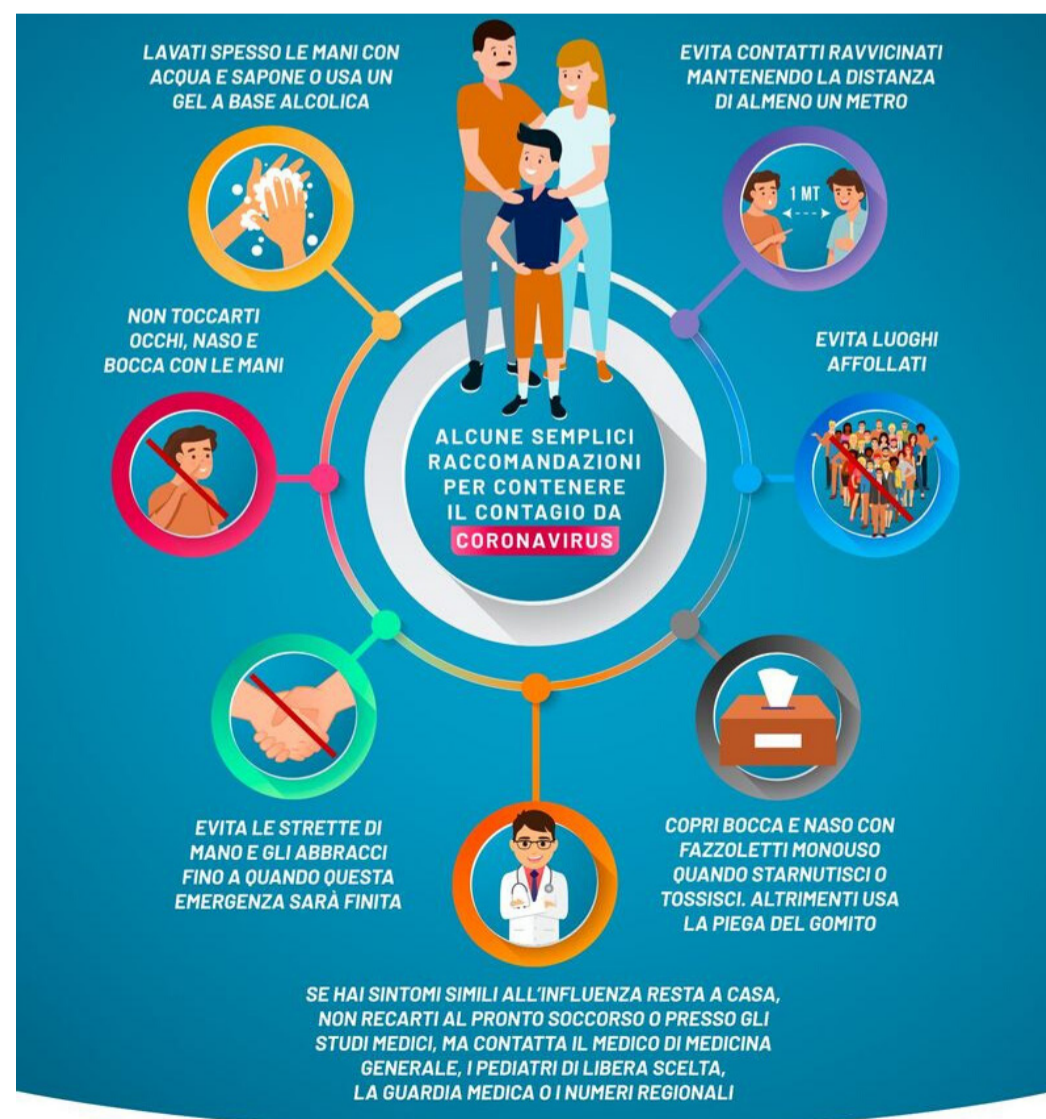 LAVATI SPESSO LE MANI CON
ACQUA E SAPONE O USA UN
GEL A BASE ALCOLICA
EVITA CONTATTI RAVVICINATI
MANTENENDO LA DISTANZA
DI ALMENO UN METRO
1 MT
NON TOCCARTI
OCCHI, NASO E
BOCCA CON LE MANI
EVITA LUOGHI
AFFOLLATI
ALCUNE SEMPLICI
RACCOMANDAZIONI
PER CONTENERE
IL CONTAGIO DA
CORONAVIRUS
EVITA LE STRETTE DI
MANO E GLI ABBRACCI
FINO A QUANDO QUESTA
EMERGENZA SARÀ FINITA
COPRI BOCCA E NASO CON
FAZZOLETTI MONOUSO
QUANDO STARNUTISCI O
TOSSISCI. ALTRIMENTI USA
LA PIEGA DEL GOMITO
SE HAI SINTOMI SIMILI ALL'INFLUENZA RESTA A CASA,
NON RECARTI AL PRONTO SOCCORSO O PRESSO GLI
STUDI MEDICI, MA CONTATTA IL MEDICO DI MEDICINA
GENERALE, I PEDIATRI DI LIBERA SCELTA,
LA GUARDIA MEDICA O I NUMERI REGIONALI